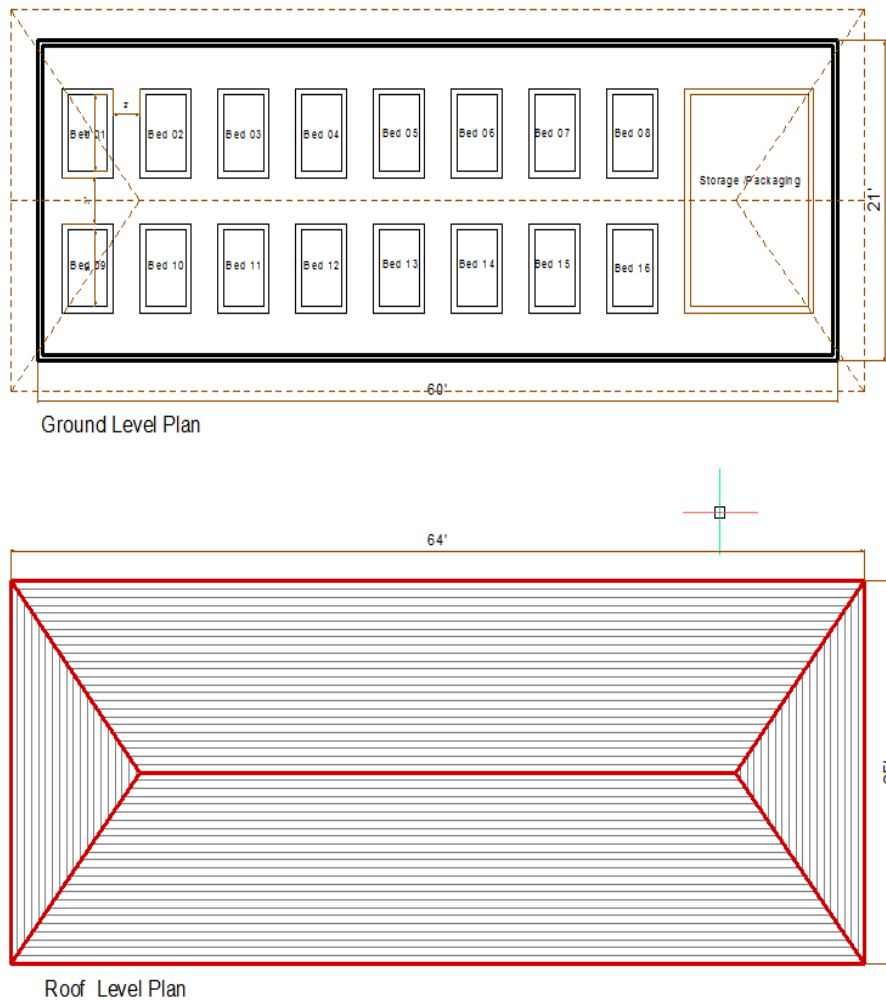 Bed 01
Bed 02
Bed 03
Bed 04
Bed 05
Bed 06
Bed 07
Bed 08
Storage /Packaging
21'
Bed 09
Bed 10
Bed 11
Bed 12
Bed 13
Bed 14
Bed 15
Bed 16
60'
Ground Level Plan
64'
Roof Level Plan